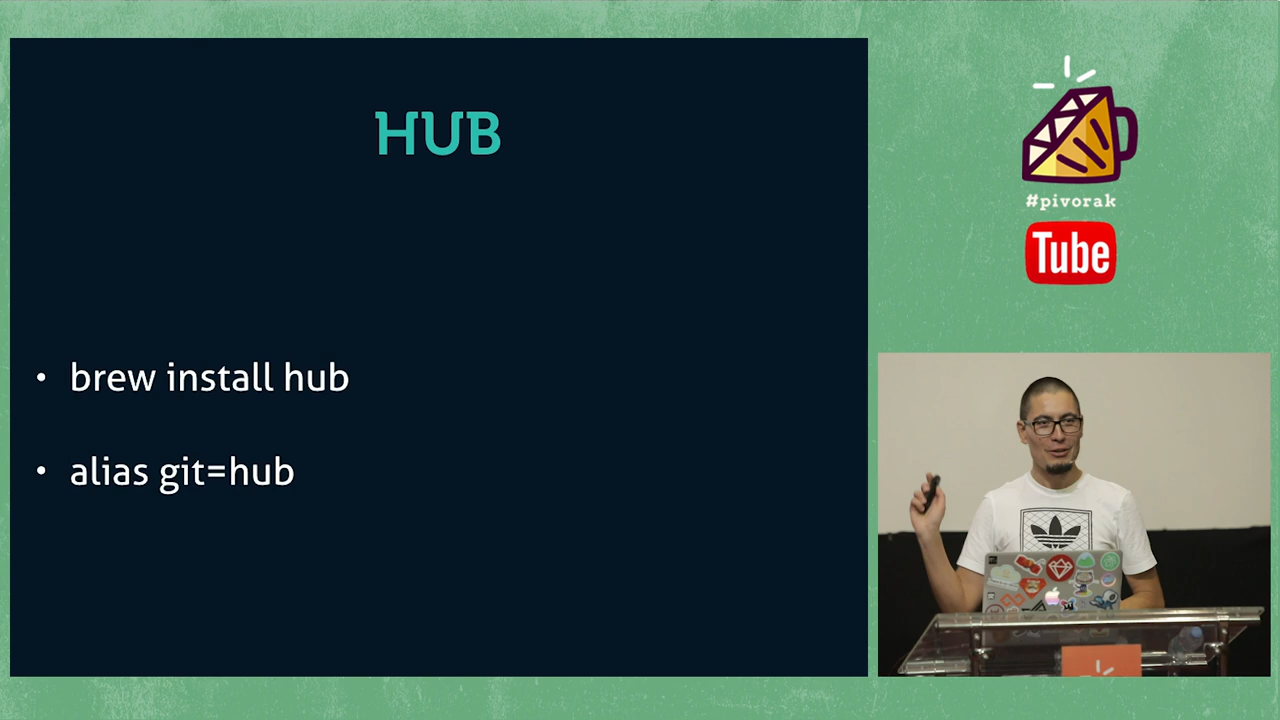 HUB
• brew install hub
• alias git=hub
#pivorak
Tube